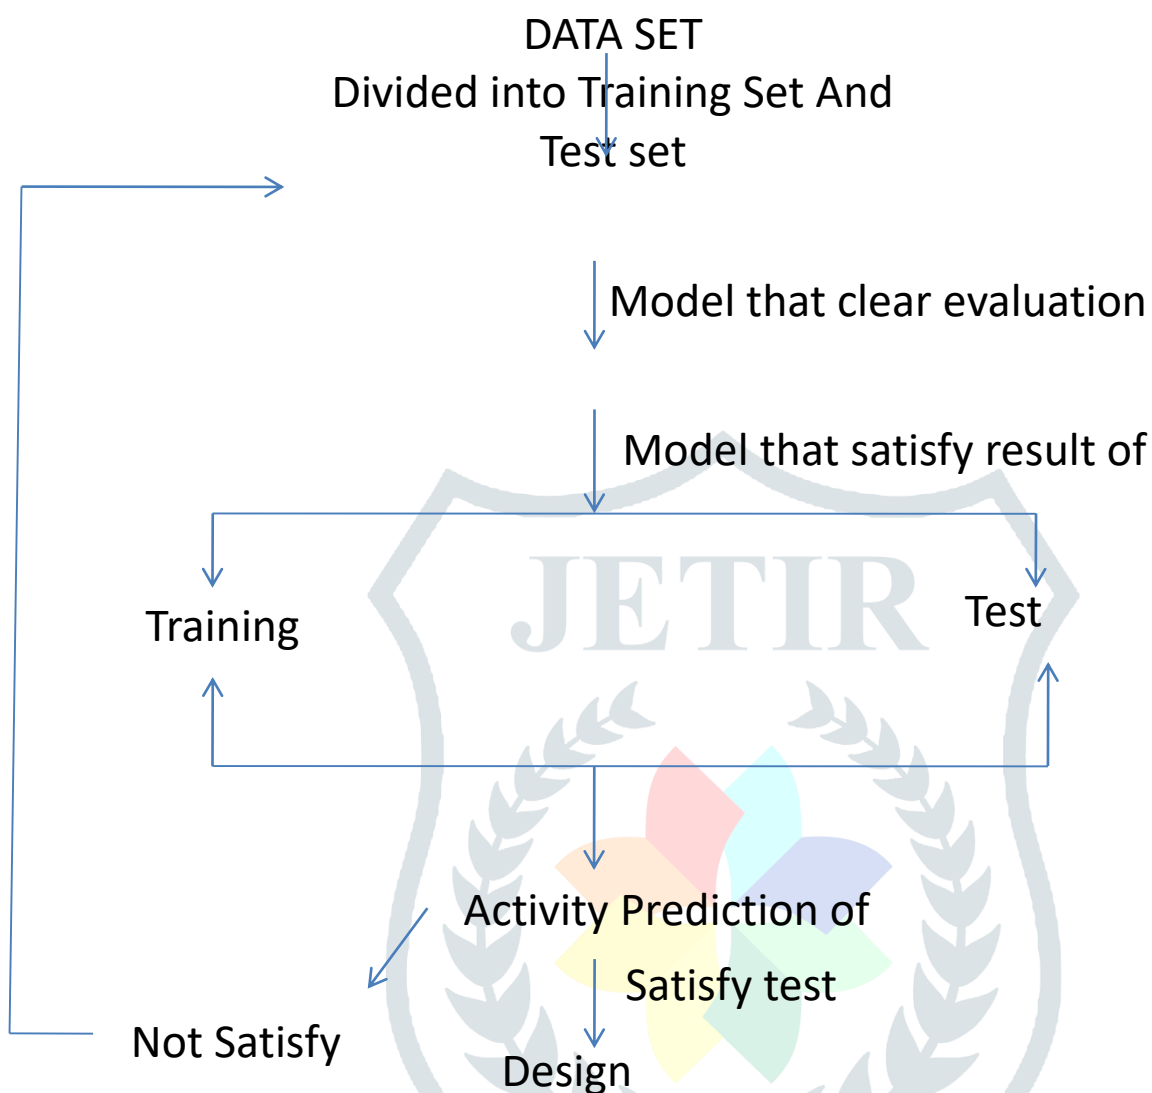 DATA SET
Divided into Training Set And
Test set
Model that clear evaluation
Model that satisfy result of
JETIR
Training
Test
Activity Prediction of
Satisfy test
Not Satisfy
Design